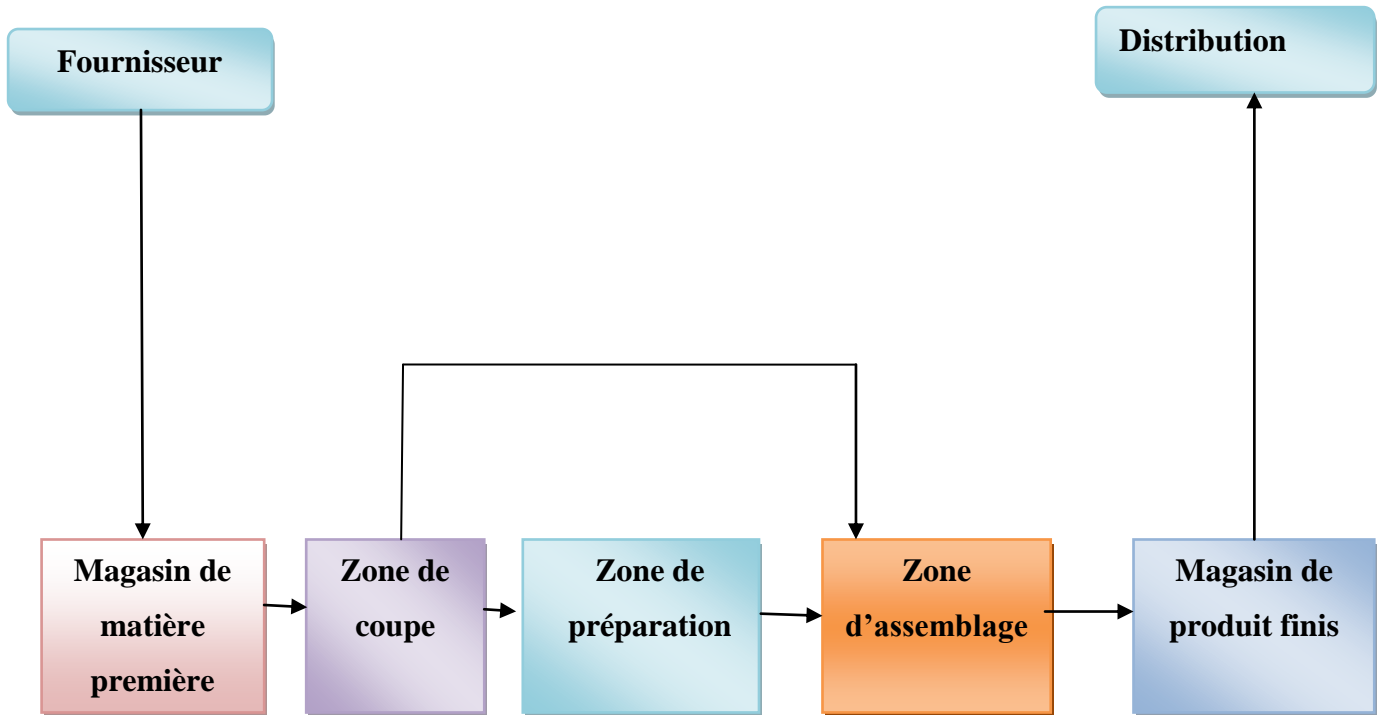 Fournisseur
Distribution
Magasin de
matière
première
Zone de
coupe
Zone de
préparation
Zone
d’assemblage
Magasin de
produit finis